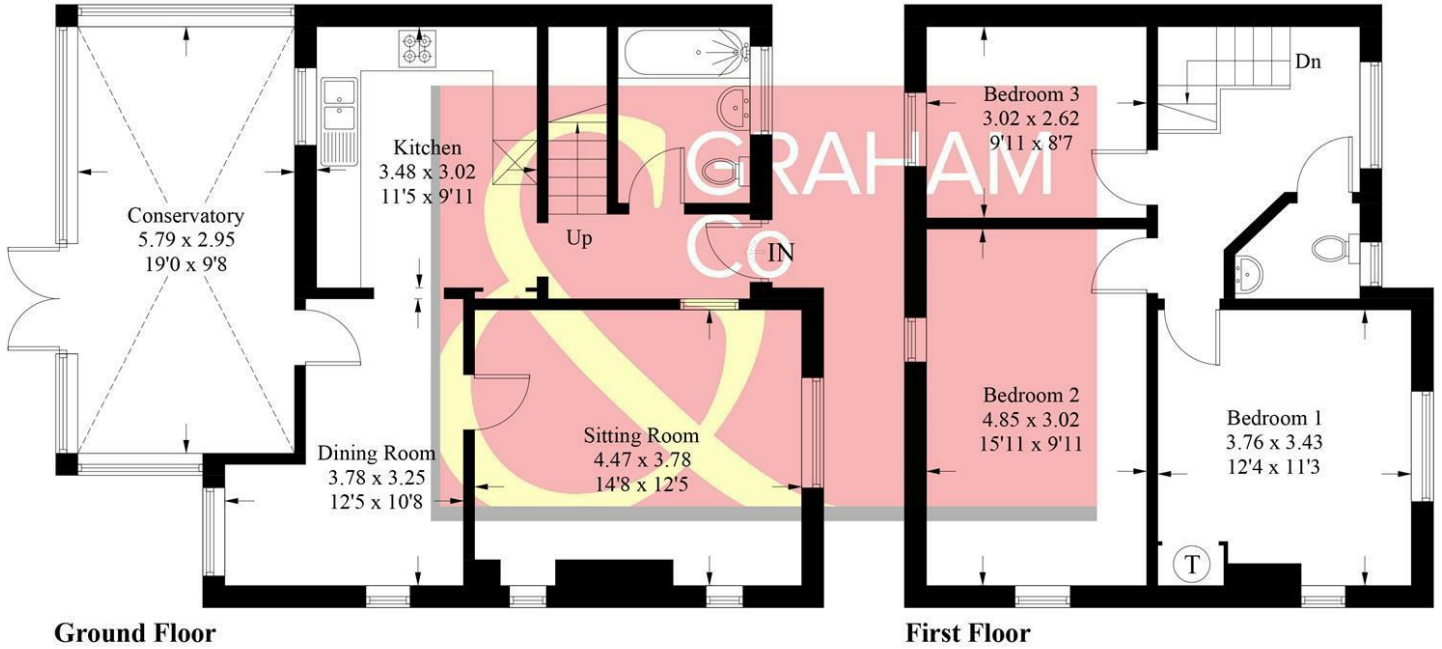 Conservatory
5.79 x 2.95
19'0 x 9'8
Kitchen
3.48 x 3.02
11'5 x 9'11
Up
IN
Dining Room
3.78 x 3.25
12'5 x 10'8
Sitting Room
4.47 x 3.78
14'8 x 12'5
Ground Floor
GRAHAM
&
Co
Bedroom 3
3.02 x 2.62
9'11 x 8'7
Dn
Bedroom 2
4.85 x 3.02
15'11 x 9'11
Bedroom 1
3.76 x 3.43
12'4 x 11'3
T
First Floor